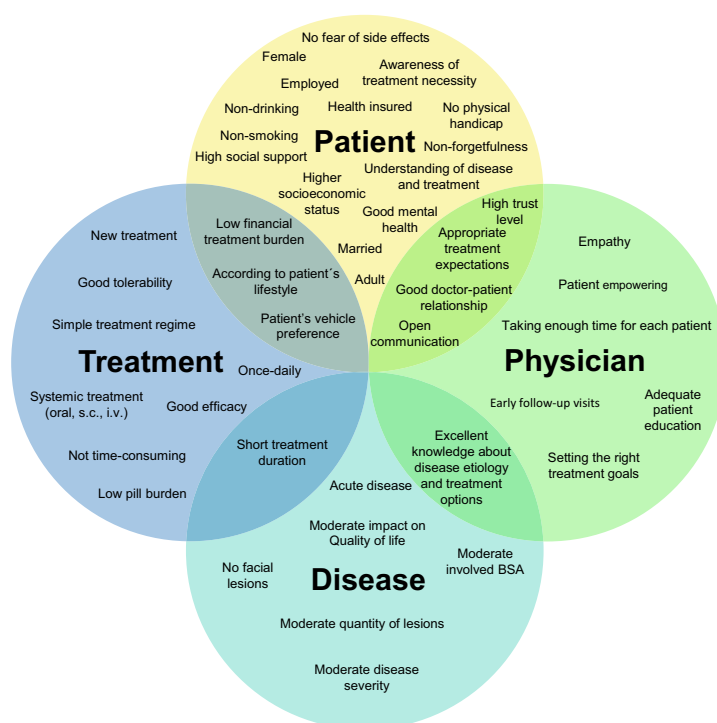 No fear of side effects
Female
Awareness of
treatment necessity
Employed
Non-drinking
Health insured
No physical
handicap
Non-smoking
Patient
Non-forgetfulness
High social support
Understanding of disease
and treatment
Higher
socioeconomic
status
Good mental
health
High trust
level
Married
Adult
Low financial
treatment burden
According to patient´s
lifestyle
Patient’s vehicle
preference
Appropriate
treatment
expectations
Good doctor-patient
relationship
Open
communication
New treatment
Good tolerability
Simple treatment regime
Treatment
Once-daily
Systemic treatment
(oral, s.c., i.v.)
Good efficacy
Not time-consuming
Low pill burden
Short treatment
duration
Empathy
Patient empowering
Taking enough time for each patient
Physician
Early follow-up visits
Adequate
patient
education
Setting the right
treatment goals
Excellent
knowledge about
disease etiology
and treatment
options
Acute disease
Moderate impact on
Quality of life
No facial
lesions
Disease
Moderate
involved BSA
Moderate quantity of lesions
Moderate disease
severity